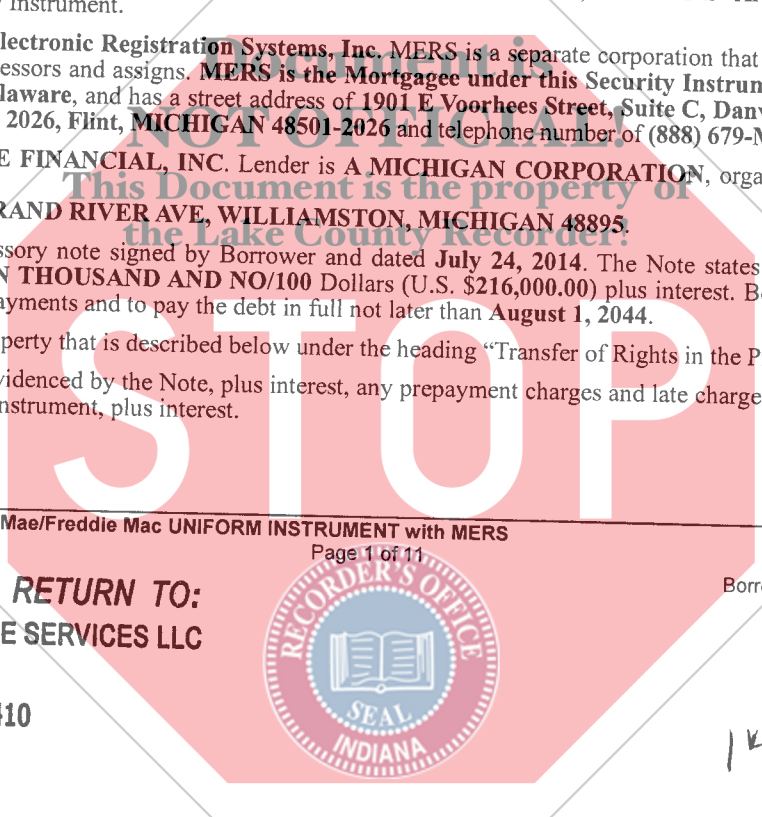 Instrument.
lectronic Registration Systems, Inc. MERS is a separate corporation that
essors and assigns. MERS is the Mortgagee under this Security Instrum
laware, and has a street address of 1901 E Voorhees Street, Suite C, Danv
2026, Flint, MICHIGAN 48501-2026 and telephone number of (888) 679-M
E FINANCIAL, INC. Lender is A MICHIGAN CORPORATION, orga
RAND RIVER AVE, WILLIAMSTON, MICHIGAN 48895.
Document is
NOT OFFICIAL!
This Document is the property of
the Lake County Recorder!
ssory note signed by Borrower and dated July 24, 2014. The Note states
N THOUSAND AND NO/100 Dollars (U.S. $216,000.00) plus interest. B
ayments and to pay the debt in full not later than August 1, 2044.
perty that is described below under the heading “Transfer of Rights in the P
videnced by the Note, plus interest, any prepayment charges and late charge
nstrument, plus interest.
STOP
Mae/Freddie Mac UNIFORM INSTRUMENT with MERS
Page 1 of 11
RETURN TO:
E SERVICES LLC
Borr
RECORDER'S OFFICE
SEAL
INDIANA
410